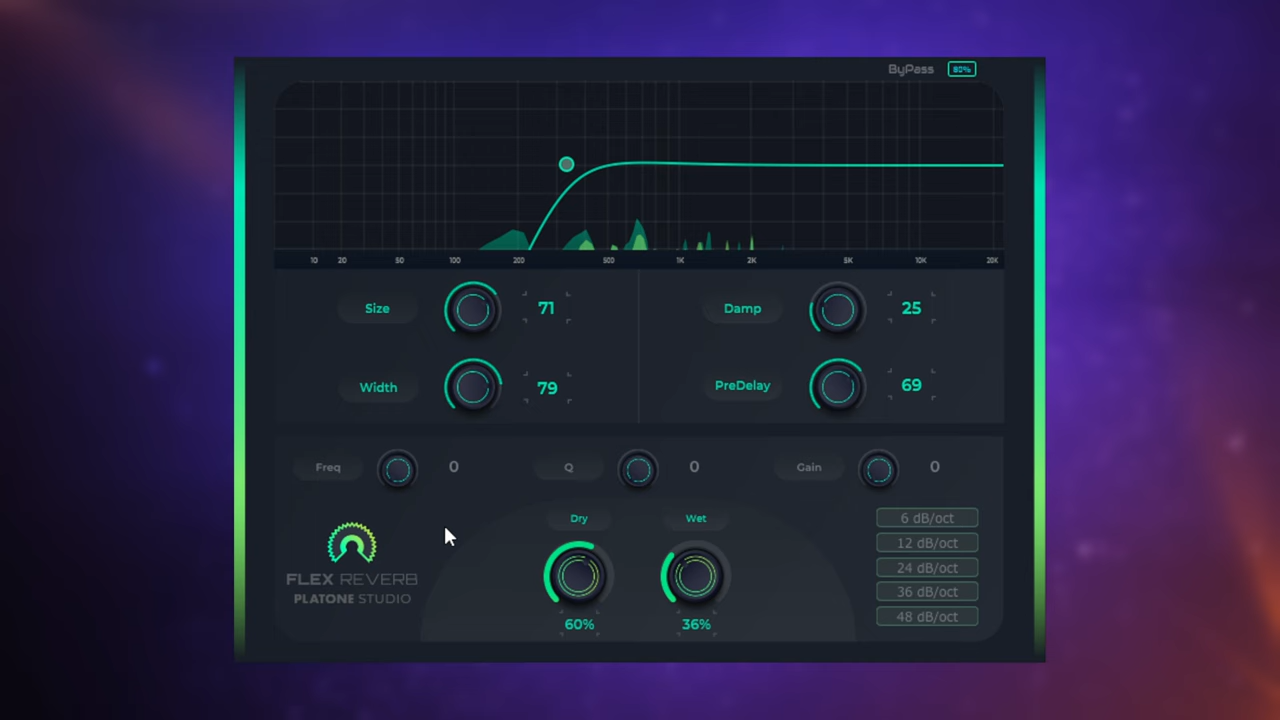 ByPass 80%
10 20 50 100 200 500 1K 2K 5K 10K 20K
Size 71 Damp 25
Width 79 PreDelay 69
Freq 0 Q 0 Gain 0
Dry Wet
6 dB/oct
12 dB/oct
24 dB/oct
36 dB/oct
48 dB/oct
FLEX REVERB
PLATONE STUDIO
60% 36%